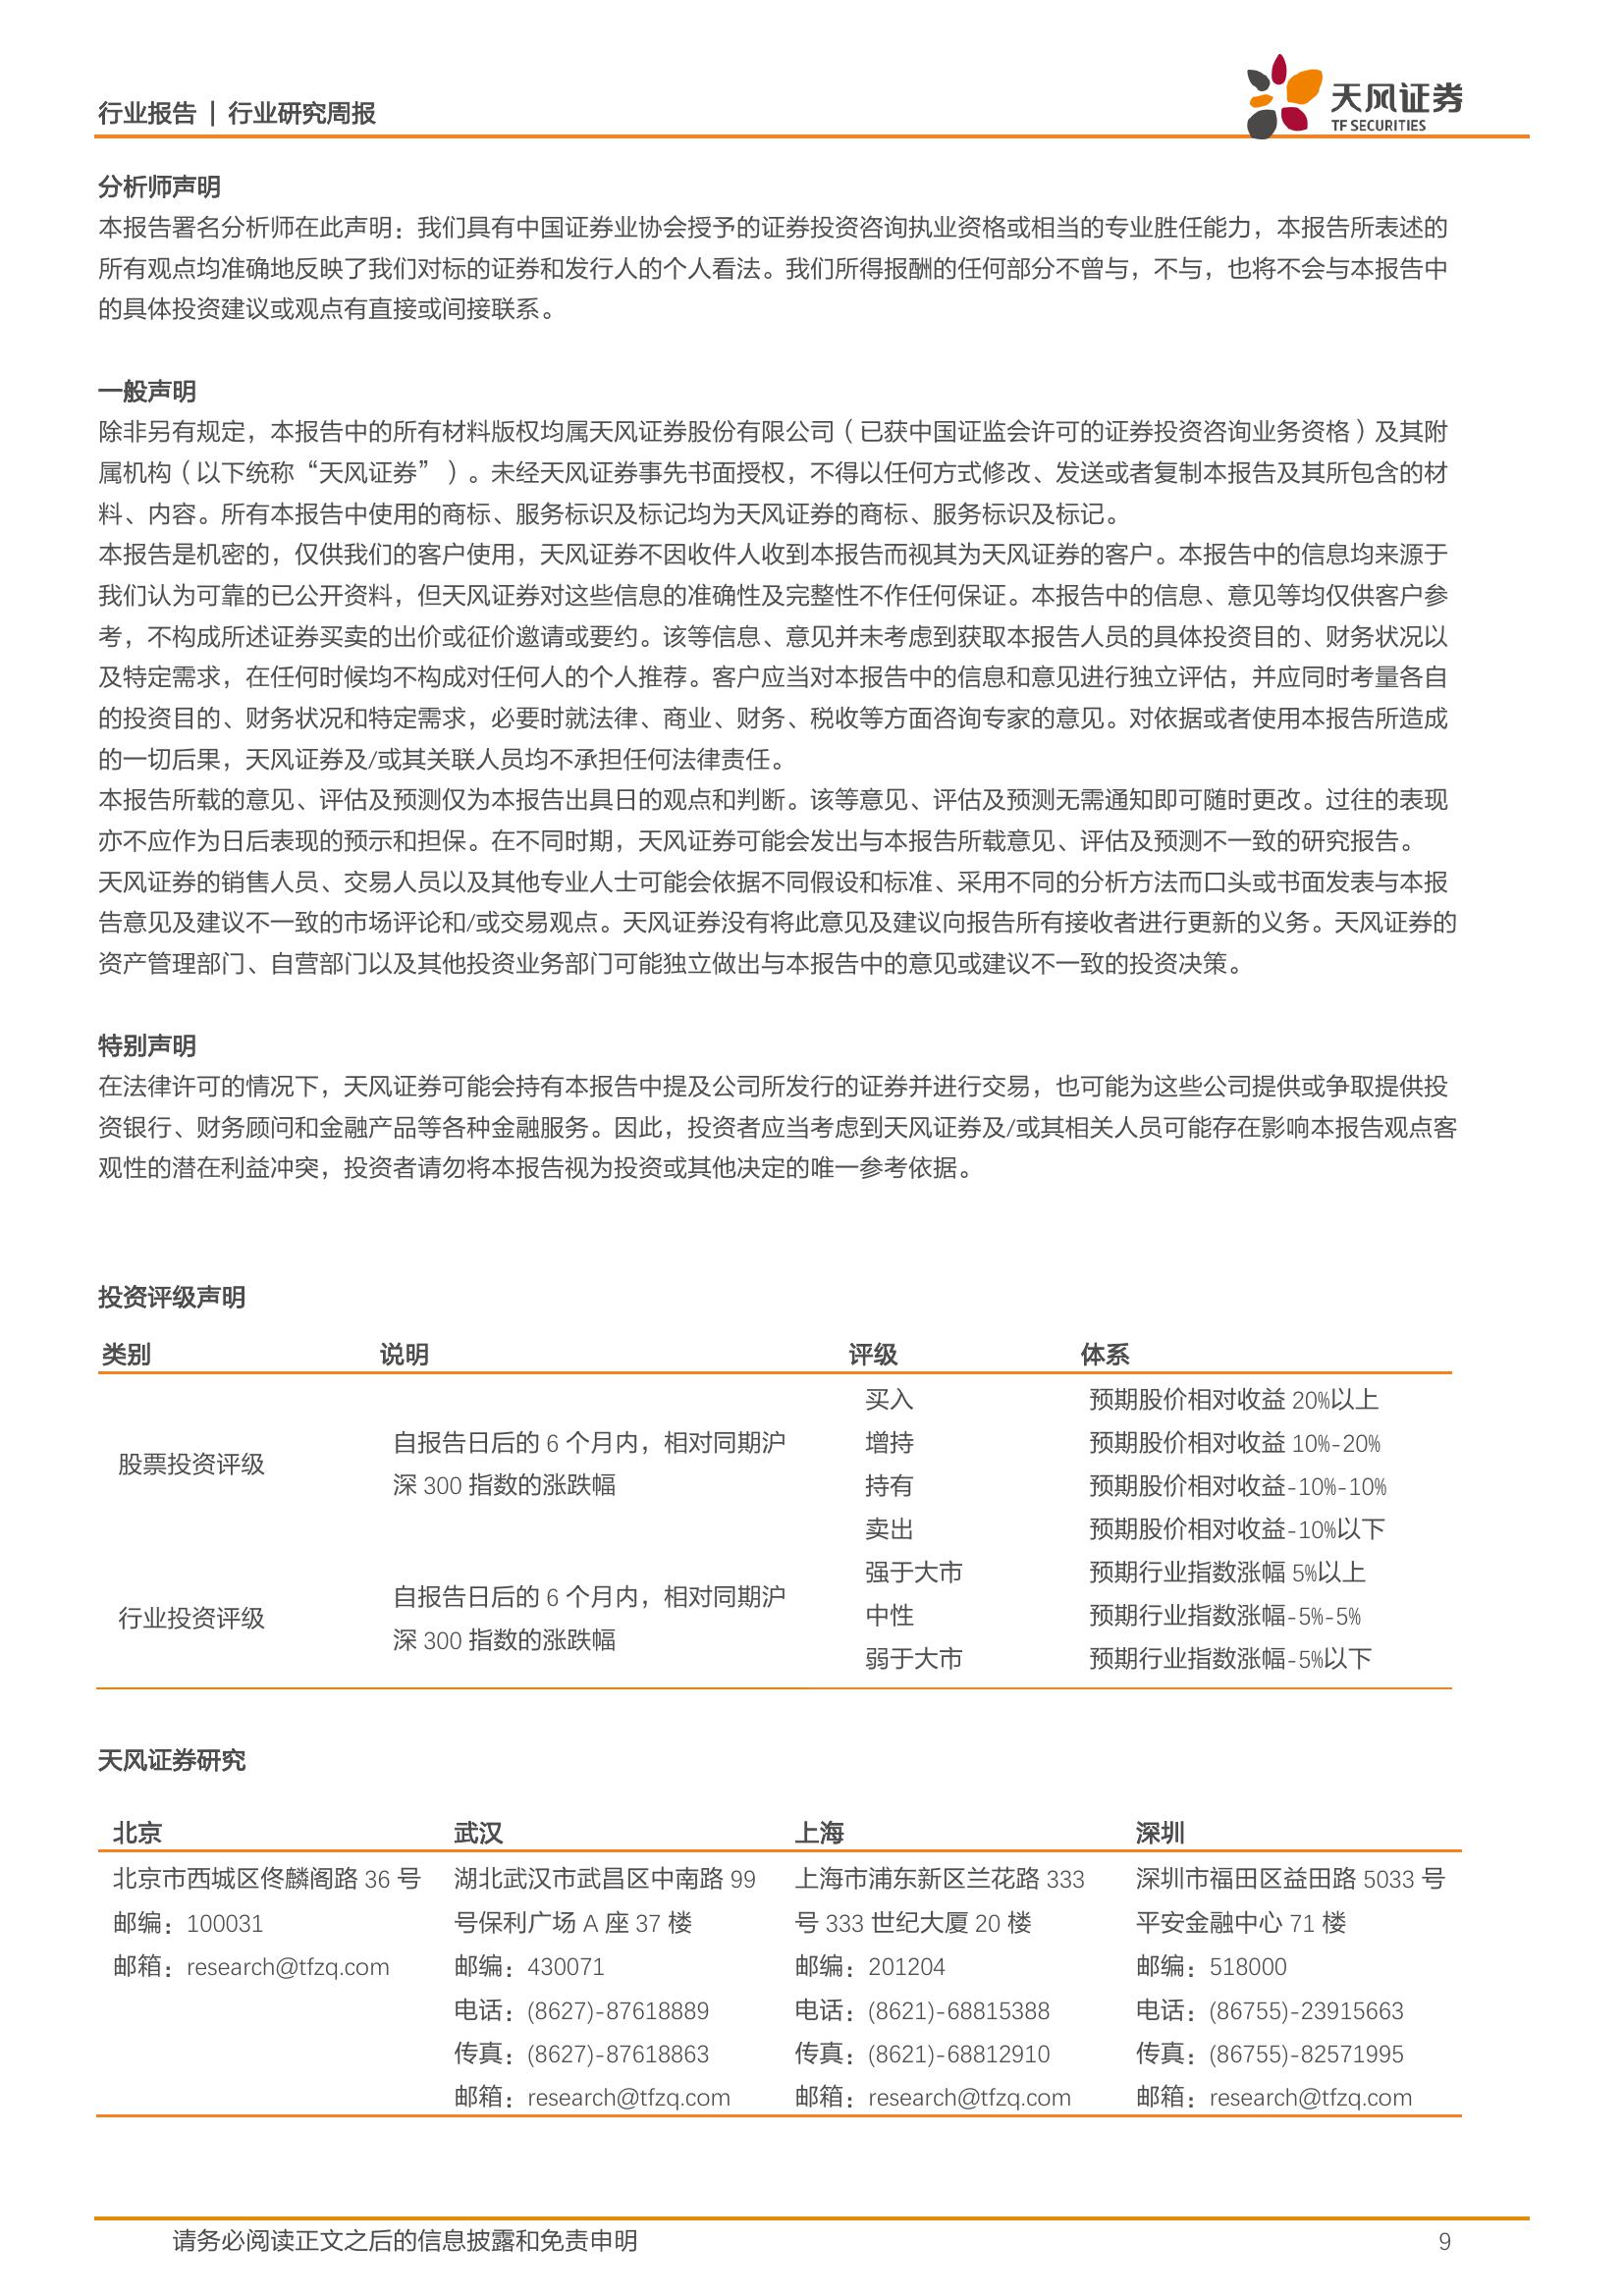 行业报告 | 行业研究周报
天风证券
TF SECURITIES
分析师声明
本报告署名分析师在此声明：我们具有中国证券业协会授予的证券投资咨询执业资格或相当的专业胜任能力，本报告所表述的
所有观点均准确地反映了我们对标的证券和发行人的个人看法。我们所得报酬的任何部分不曾与，不与，也将不会与本报告中
的具体投资建议或观点有直接或间接联系。
一般声明
除非另有规定，本报告中的所有材料版权均属天风证券股份有限公司（已获中国证监会许可的证券投资咨询业务资格）及其附
属机构（以下统称“天风证券”）。未经天风证券事先书面授权，不得以任何方式修改、发送或者复制本报告及其所包含的材
料、内容。所有本报告中使用的商标、服务标识及标记均为天风证券的商标、服务标识及标记。
本报告是机密的，仅供我们的客户使用，天风证券不因收件人收到本报告而视其为天风证券的客户。本报告中的信息均来源于
我们认为可靠的已公开资料，但天风证券对这些信息的准确性及完整性不作任何保证。本报告中的信息、意见等均仅供客户参
考，不构成所述证券买卖的出价或征价邀请或要约。该等信息、意见并未考虑到获取本报告人员的具体投资目的、财务状况以
及特定需求，在任何时候均不构成对任何人的个人推荐。客户应当对本报告中的信息和意见进行独立评估，并应同时考量各自
的投资目的、财务状况和特定需求，必要时就法律、商业、财务、税收等方面咨询专家的意见。对依据或者使用本报告所造成
的一切后果，天风证券及/或其关联人员均不承担任何法律责任。
本报告所载的意见、评估及预测仅为本报告出具日的观点和判断。该等意见、评估及预测无需通知即可随时更改。过往的表现
亦不应作为日后表现的预示和担保。在不同时期，天风证券可能会发出与本报告所载意见、评估及预测不一致的研究报告。
天风证券的销售人员、交易人员以及其他专业人士可能会依据不同假设和标准、采用不同的分析方法而口头或书面发表与本报
告意见及建议不一致的市场评论和/或交易观点。天风证券没有将此意见及建议向报告所有接收者进行更新的义务。天风证券的
资产管理部门、自营部门以及其他投资业务部门可能独立做出与本报告中的意见或建议不一致的投资决策。
特别声明
在法律许可的情况下，天风证券可能会持有本报告中提及公司所发行的证券并进行交易，也可能为这些公司提供或争取提供投
资银行、财务顾问和金融产品等各种金融服务。因此，投资者应当考虑到天风证券及/或其相关人员可能存在影响本报告观点客
观性的潜在利益冲突，投资者请勿将本报告视为投资或其他决定的唯一参考依据。
投资评级声明
类别 说明 评级 体系
股票投资评级
自报告日后的 6 个月内，相对同期沪
深 300 指数的涨跌幅
买入 预期股价相对收益 20%以上
增持 预期股价相对收益 10%-20%
持有 预期股价相对收益-10%-10%
卖出 预期股价相对收益-10%以下
行业投资评级
自报告日后的 6 个月内，相对同期沪
深 300 指数的涨跌幅
强于大市 预期行业指数涨幅 5%以上
中性 预期行业指数涨幅-5%-5%
弱于大市 预期行业指数涨幅-5%以下
天风证券研究
北京 武汉 上海 深圳
北京市西城区佟麟阁路 36 号
邮编：100031
邮箱：research@tfzq.com
湖北武汉市武昌区中南路 99
号保利广场 A 座 37 楼
邮编：430071
电话：(8627)-87618889
传真：(8627)-87618863
邮箱：research@tfzq.com
上海市浦东新区兰花路 333
号 333 世纪大厦 20 楼
邮编：201204
电话：(8621)-68815388
传真：(8621)-68812910
邮箱：research@tfzq.com
深圳市福田区益田路 5033 号
平安金融中心 71 楼
邮编：518000
电话：(86755)-23915663
传真：(86755)-82571995
邮箱：research@tfzq.com
请务必阅读正文之后的信息披露和免责申明 9